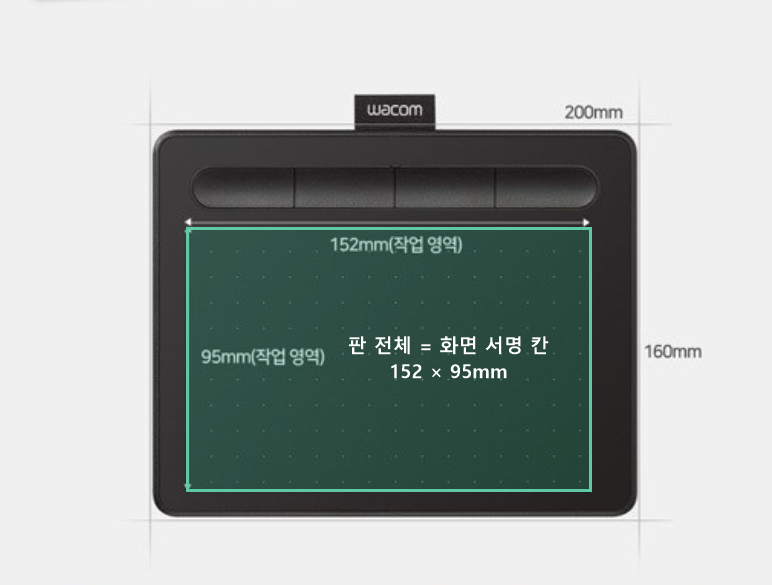 wacom
200mm
152mm(작업 영역)
판 전체 = 화면 서명 칸
152 × 95mm
95mm(작업 영역)
160mm